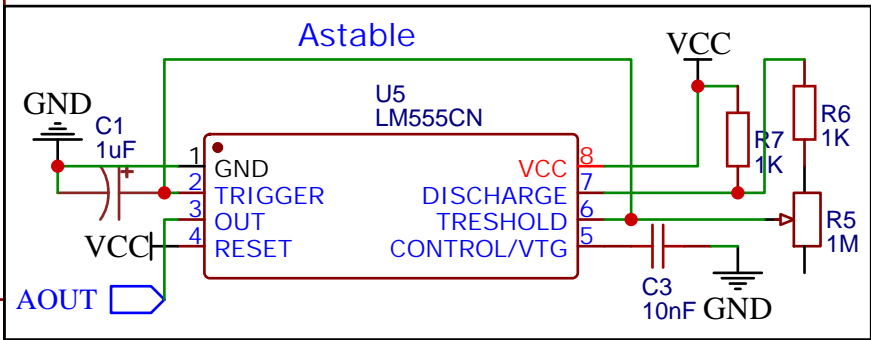 Astable
VCC
GND
C1
1uF
U5
LM555CN
R6
1K
R7
1K
1
GND
VCC
8
2
TRIGGER
DISCHARGE
7
3
OUT
TRESHOLD
6
R5
1M
VCC
4
RESET
CONTROL/VTG
5
AOUT
C3
10nF
GND